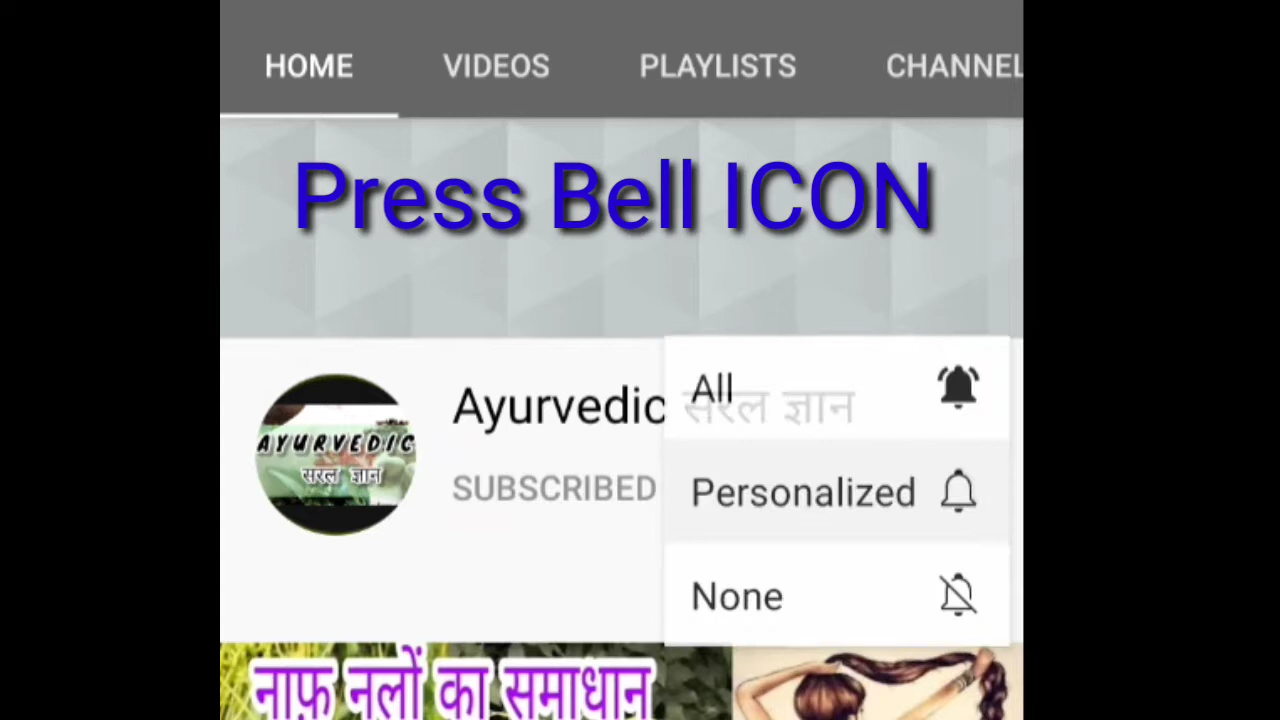 HOME VIDEOS PLAYLISTS CHANNEL
Press Bell ICON
All
Ayurvedic सरल ज्ञान
AYURVEDIC
सरल ज्ञान
SUBSCRIBED
Personalized
None
नाफ़ नलों का समाधान